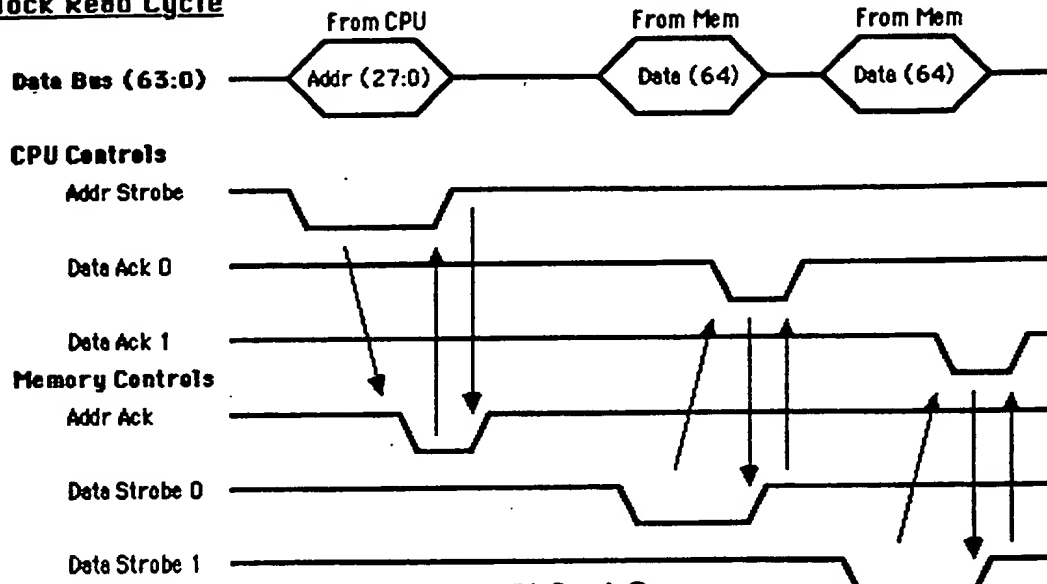 Read Cycle
From CPU
From Mem
From Mem
Data Bus (63:0)
Addr (27:0)
Data (64)
Data (64)
CPU Controls
Addr Strobe
Data Ack 0
Data Ack 1
Memory Controls
Addr Ack
Data Strobe 0
Data Strobe 1